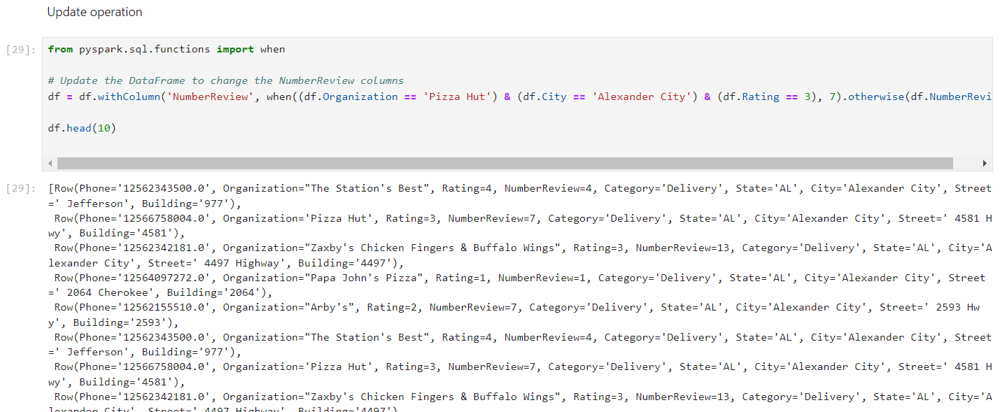 Update operation
[29]:
from pyspark.sql.functions import when
# Update the DataFrame to change the NumberReview columns
df = df.withColumn('NumberReview', when((df.Organization == 'Pizza Hut') & (df.City == 'Alexander City') & (df.Rating == 3), 7).otherwise(df.NumberRevi
df.head(10)
[29]:
[Row(Phone='12562343500.0', Organization="The Station's Best", Rating=4, NumberReview=4, Category='Delivery', State='AL', City='Alexander City', Street
=' Jefferson', Building='977'),
Row(Phone='12566758004.0', Organization='Pizza Hut', Rating=3, NumberReview=7, Category='Delivery', State='AL', City='Alexander City', Street=' 4581 H
wy', Building='4581'),
Row(Phone='12562342181.0', Organization="Zaxby's Chicken Fingers & Buffalo Wings", Rating=3, NumberReview=13, Category='Delivery', State='AL', City='A
lexander City', Street=' 4497 Highway', Building='4497'),
Row(Phone='12564097272.0', Organization="Papa John's Pizza", Rating=1, NumberReview=1, Category='Delivery', State='AL', City='Alexander City', Street
=' 2064 Cherokee', Building='2064'),
Row(Phone='12562155510.0', Organization="Arby's", Rating=2, NumberReview=7, Category='Delivery', State='AL', City='Alexander City', Street=' 2593 Hw
y', Building='2593'),
Row(Phone='12562343500.0', Organization="The Station's Best", Rating=4, NumberReview=4, Category='Delivery', State='AL', City='Alexander City', Street
=' Jefferson', Building='977'),
Row(Phone='12566758004.0', Organization='Pizza Hut', Rating=3, NumberReview=7, Category='Delivery', State='AL', City='Alexander City', Street=' 4581 H
wy', Building='4581'),
Row(Phone='12562342181.0', Organization="Zaxby's Chicken Fingers & Buffalo Wings", Rating=3, NumberReview=13, Category='Delivery', State='AL', City='A
lexander City', Street=' 4497 Highway', Building='4497')